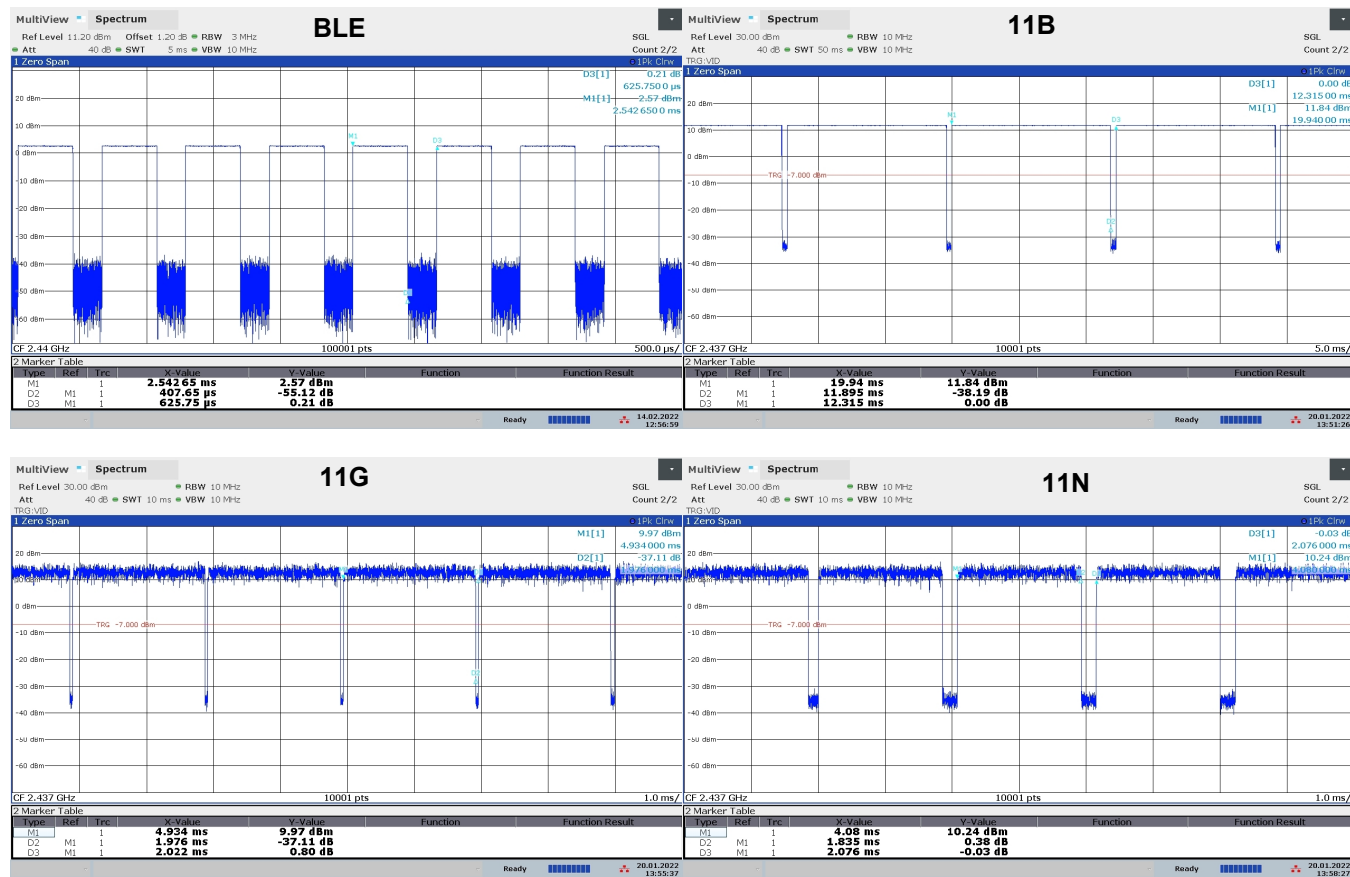 MultiView Spectrum
BLE
Ref Level 11.20 dBm Offset 1.20 dB RBW 3 MHz SGL
Att 40 dB SWT 5 ms VBW 10 MHz Count 2/2
1 Zero Span 1Pk Clrw
D3[1] 0.21 dB
625.7500 µs
M1[1] 2.57 dBm
2.5426500 ms
20 dBm
10 dBm
0 dBm
-10 dBm
-20 dBm
-30 dBm
-40 dBm
-50 dBm
-60 dBm
M1
D3
CF 2.44 GHz 100001 pts 500.0 µs/
2 Marker Table
Type Ref Trc X-Value Y-Value Function Function Result
M1 1 2.54265 ms 2.57 dBm
D2 M1 1 407.65 µs -55.12 dB
D3 M1 1 625.75 µs 0.21 dB
Ready 14.02.2022
12:56:59
MultiView Spectrum
11B
Ref Level 30.00 dBm RBW 10 MHz SGL
Att 40 dB SWT 50 ms VBW 10 MHz Count 2/2
TRG:VID
1 Zero Span 1Pk Clrw
D3[1] 0.00 dB
12.31500 ms
M1[1] 11.84 dBm
19.94000 ms
20 dBm
10 dBm
0 dBm
TRG -7.000 dBm
-10 dBm
-20 dBm
-30 dBm
-40 dBm
-50 dBm
-60 dBm
M1
D3
D2
CF 2.437 GHz 10001 pts 5.0 ms/
2 Marker Table
Type Ref Trc X-Value Y-Value Function Function Result
M1 1 19.94 ms 11.84 dBm
D2 M1 1 11.895 ms -38.19 dB
D3 M1 1 12.315 ms 0.00 dB
Ready 20.01.2022
13:51:26
MultiView Spectrum
11G
Ref Level 30.00 dBm RBW 10 MHz SGL
Att 40 dB SWT 10 ms VBW 10 MHz Count 2/2
TRG:VID
1 Zero Span 1Pk Clrw
M1[1] 9.97 dBm
4.934000 ms
D2[1] -37.11 dB
20 dBm
0 dBm
TRG -7.000 dBm
-10 dBm
-20 dBm
-30 dBm
-40 dBm
-50 dBm
-60 dBm
CF 2.437 GHz 10001 pts 1.0 ms/
2 Marker Table
Type Ref Trc X-Value Y-Value Function Function Result
M1 1 4.934 ms 9.97 dBm
D2 M1 1 1.976 ms -37.11 dB
D3 M1 1 2.022 ms 0.80 dB
Ready 20.01.2022
13:55:37
MultiView Spectrum
11N
Ref Level 30.00 dBm RBW 10 MHz SGL
Att 40 dB SWT 10 ms VBW 10 MHz Count 2/2
TRG:VID
1 Zero Span 1Pk Clrw
D3[1] -0.03 dB
2.076000 ms
M1[1] 10.24 dBm
20 dBm
0 dBm
TRG -7.000 dBm
-10 dBm
-20 dBm
-30 dBm
-40 dBm
-50 dBm
-60 dBm
CF 2.437 GHz 10001 pts 1.0 ms/
2 Marker Table
Type Ref Trc X-Value Y-Value Function Function Result
M1 1 4.08 ms 10.24 dBm
D2 M1 1 1.835 ms 0.38 dB
D3 M1 1 2.076 ms -0.03 dB
Ready 20.01.2022
13:58:27